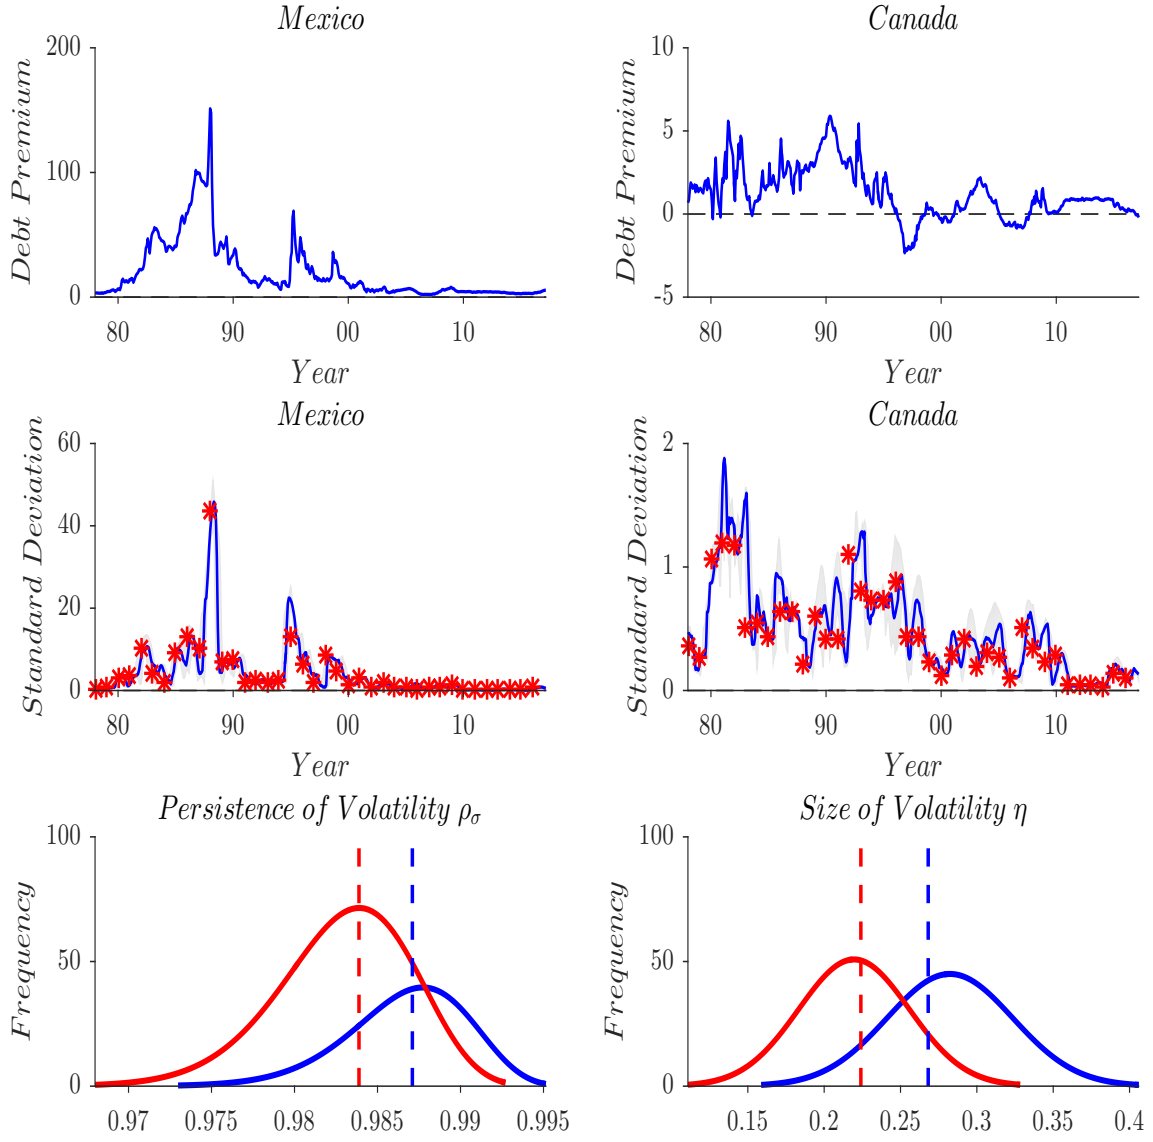 Mexico
Canada
Debt Premium
200
100
0
80 90 00 10
Year
Debt Premium
10
5
0
-5
80 90 00 10
Year
Mexico
Canada
Standard Deviation
60
40
20
0
80 90 00 10
Year
Standard Deviation
2
1
0
80 90 00 10
Year
Persistence of Volatility ρσ
Size of Volatility η
Frequency
100
50
0
0.97 0.975 0.98 0.985 0.99 0.995
Frequency
100
50
0
0.15 0.2 0.25 0.3 0.35 0.4